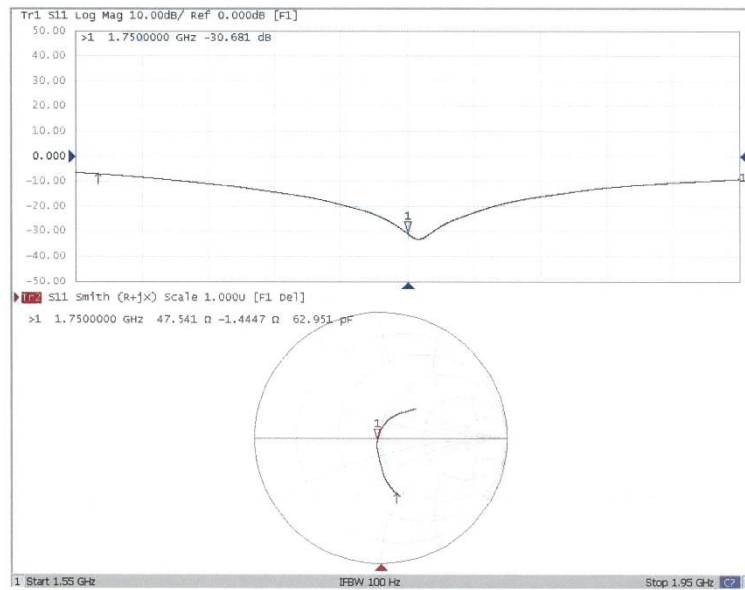 Tr1 S11 Log Mag 10.00dB/ Ref 0.000dB [F1]
>1 1.7500000 GHz -30.681 dB
50.00
40.00
30.00
20.00
10.00
0.000
-10.00
-20.00
-30.00
-40.00
-50.00
1
1
Tr2 S11 Smith (R+jX) Scale 1.000U [F1 Del]
>1 1.7500000 GHz 47.541 Ω -1.4447 Ω 62.951 pF
1
1 Start 1.55 GHz IFBW 100 Hz Stop 1.95 GHz C?